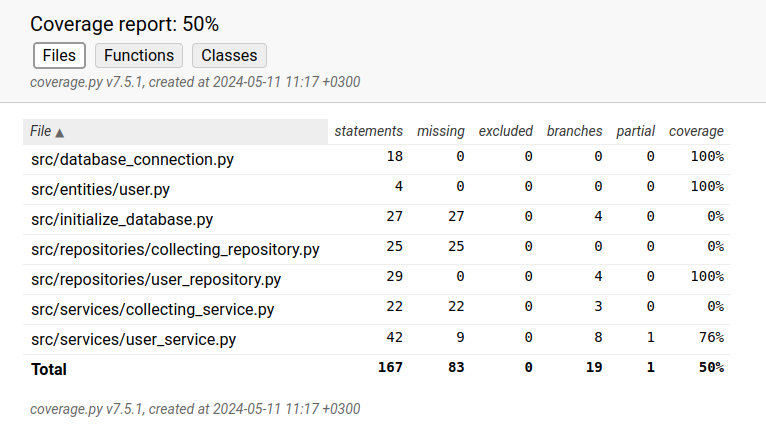 Coverage report: 50%
Files Functions Classes
coverage.py v7.5.1, created at 2024-05-11 11:17 +0300
File ▲ statements missing excluded branches partial coverage
src/database_connection.py 18 0 0 0 0 100%
src/entities/user.py 4 0 0 0 0 100%
src/initialize_database.py 27 27 0 4 0 0%
src/repositories/collecting_repository.py 25 25 0 0 0 0%
src/repositories/user_repository.py 29 0 0 4 0 100%
src/services/collecting_service.py 22 22 0 3 0 0%
src/services/user_service.py 42 9 0 8 1 76%
Total 167 83 0 19 1 50%
coverage.py v7.5.1, created at 2024-05-11 11:17 +0300